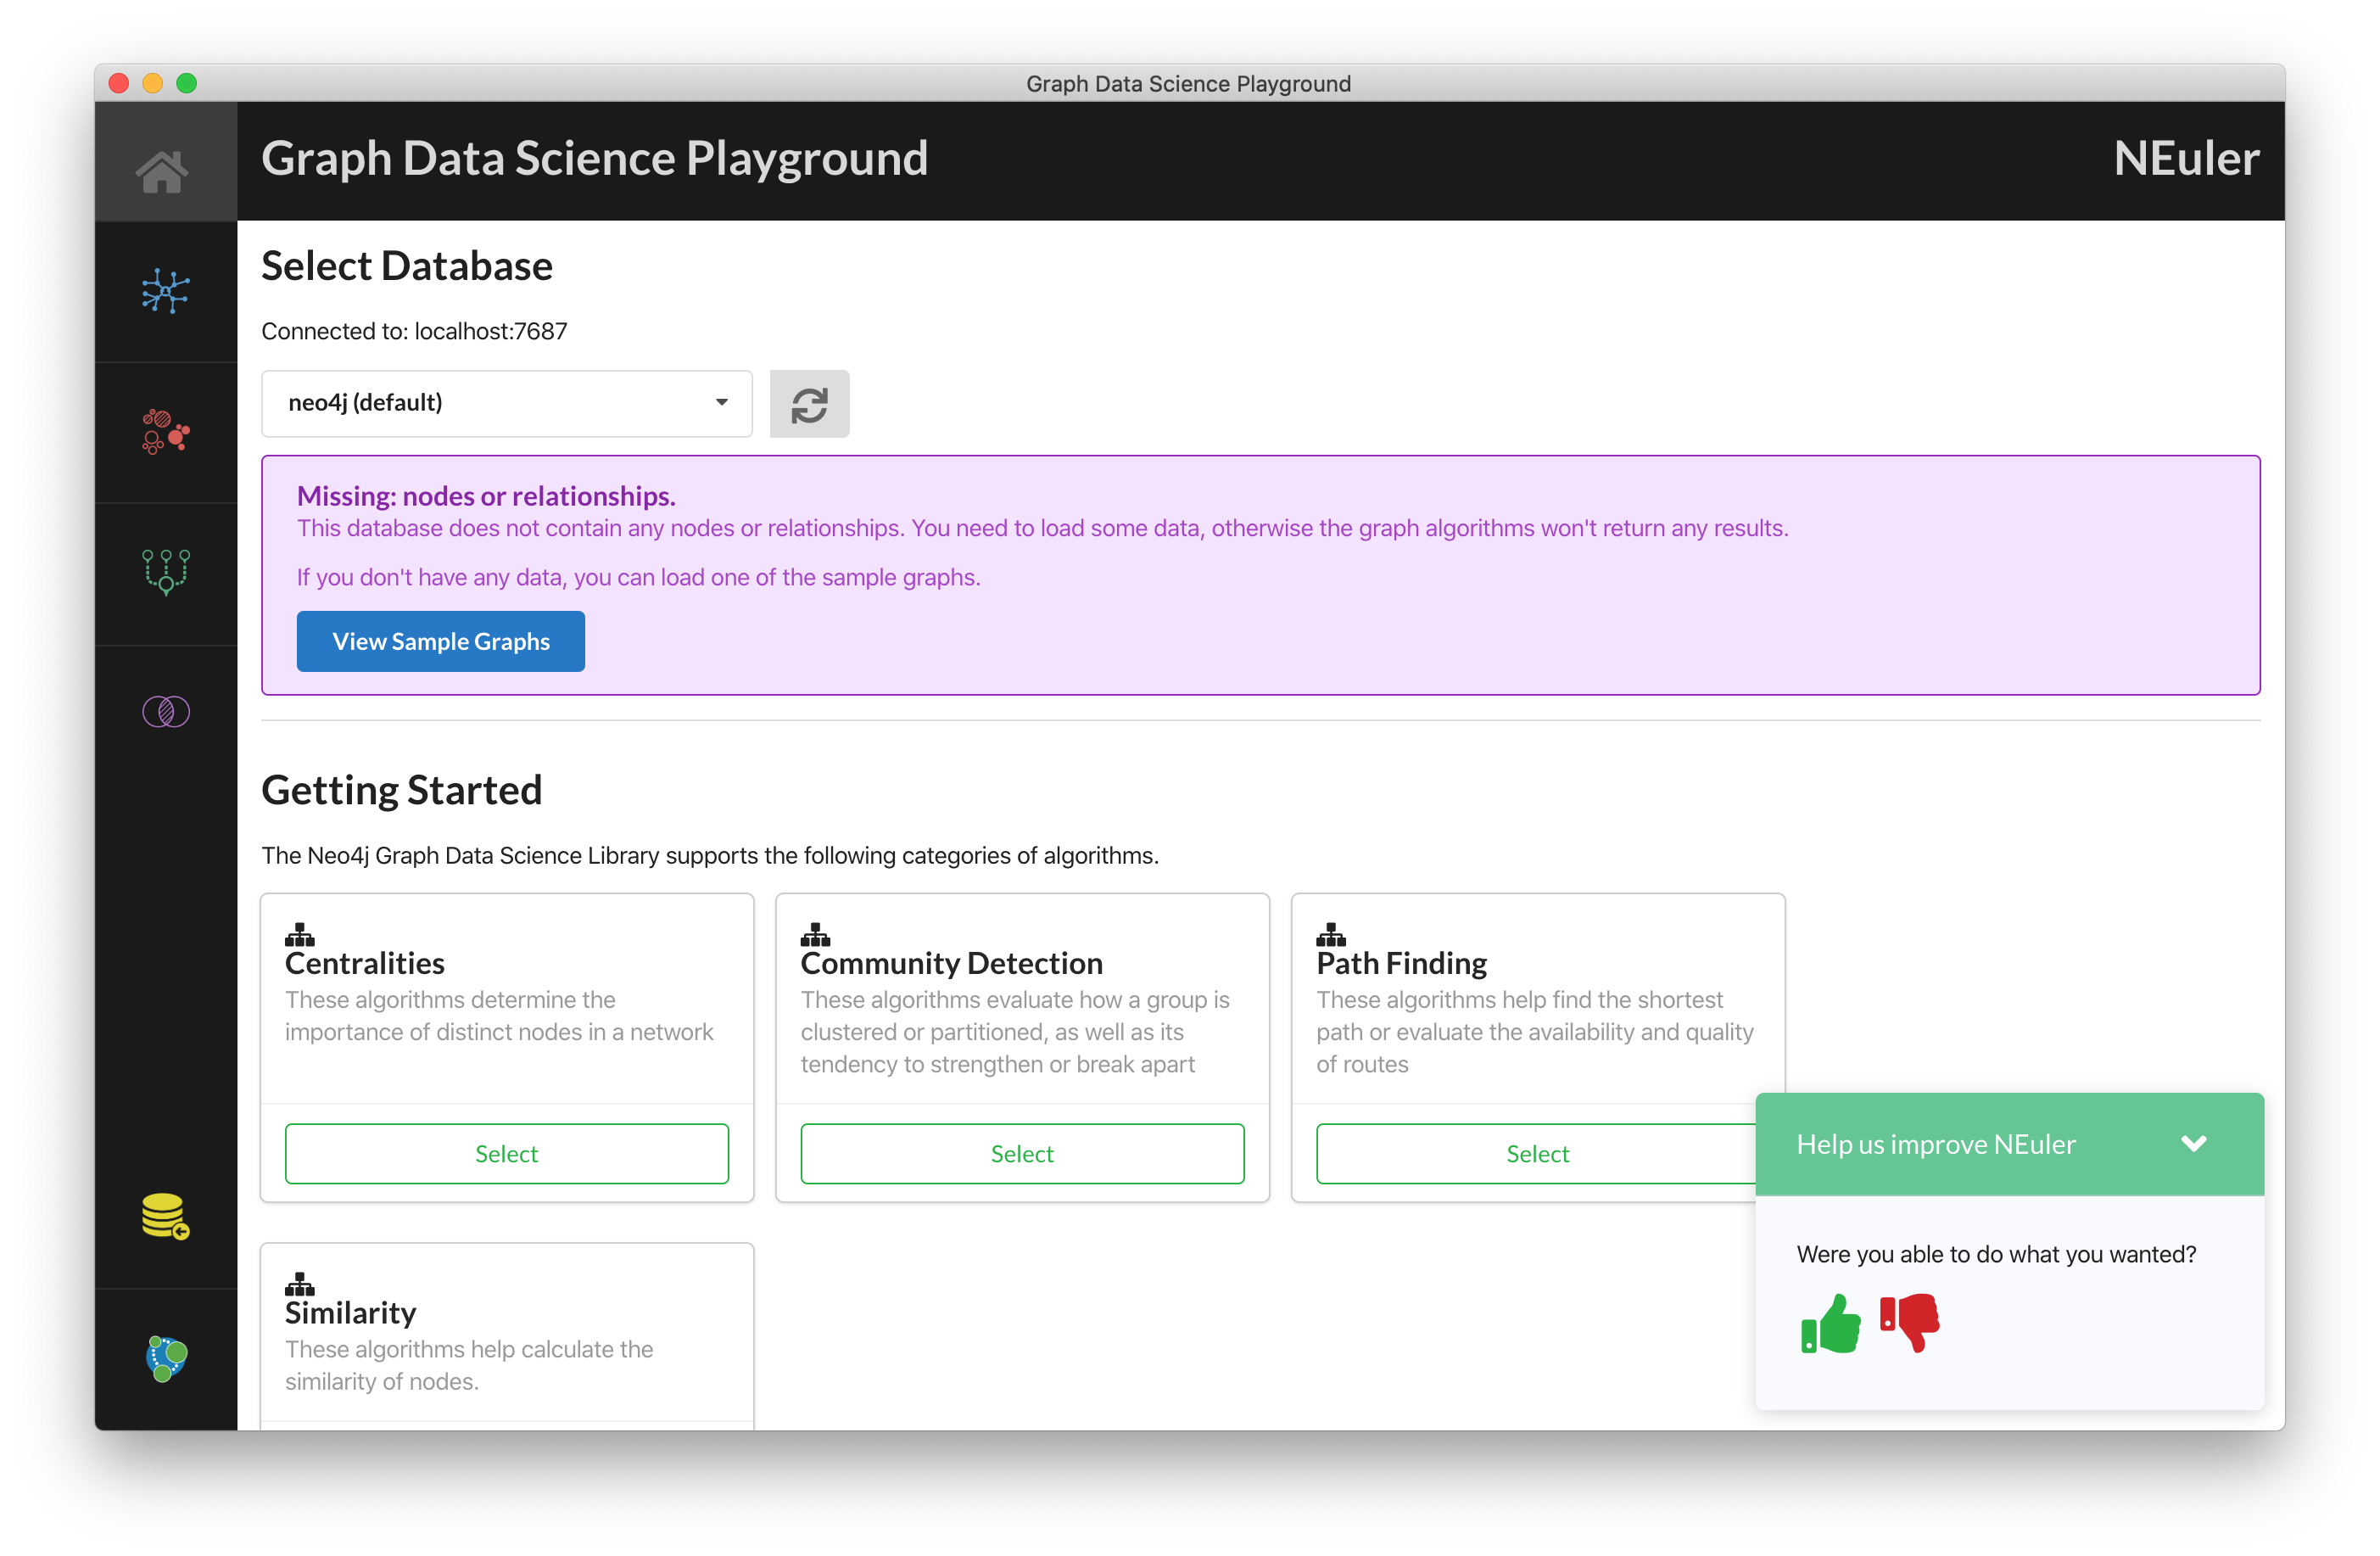 Graph Data Science Playground
Graph Data Science Playground
NEuler
Select Database
Connected to: localhost:7687
neo4j (default)
Missing: nodes or relationships.
This database does not contain any nodes or relationships. You need to load some data, otherwise the graph algorithms won't return any results.
If you don't have any data, you can load one of the sample graphs.
View Sample Graphs
Getting Started
The Neo4j Graph Data Science Library supports the following categories of algorithms.
Centralities
These algorithms determine the
importance of distinct nodes in a network
Select
Community Detection
These algorithms evaluate how a group is
clustered or partitioned, as well as its
tendency to strengthen or break apart
Select
Path Finding
These algorithms help find the shortest
path or evaluate the availability and quality
of routes
Select
Similarity
These algorithms help calculate the
similarity of nodes.
Help us improve NEuler
Were you able to do what you wanted?